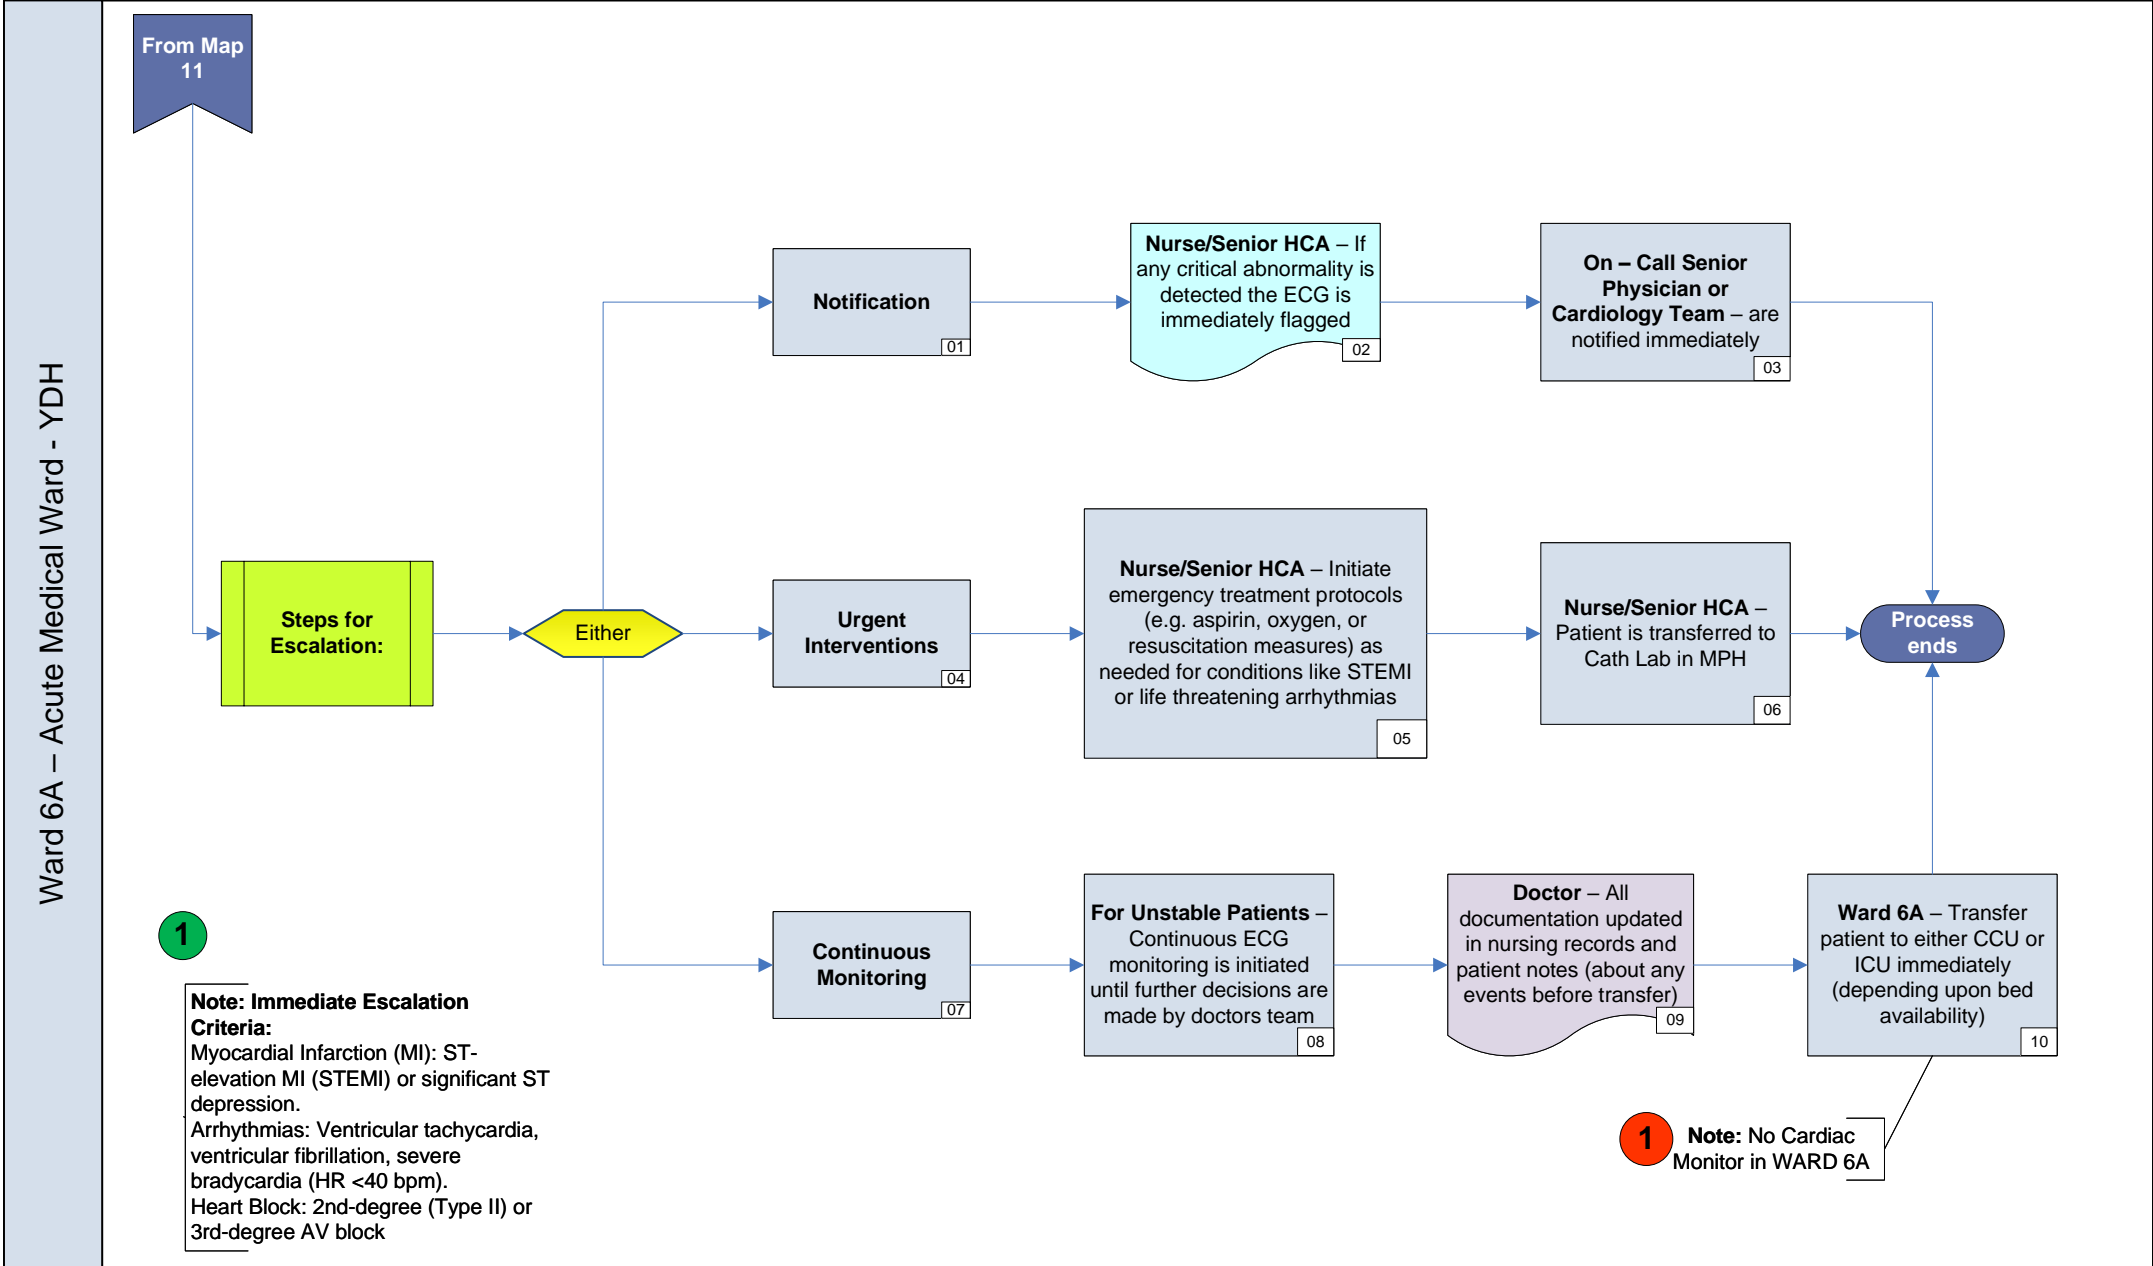 Ward 6A – Acute Medical Ward - YDH
From Map
11
Steps for
Escalation:
Either
Notification
01
Nurse/Senior HCA – If
any critical abnormality is
detected the ECG is
immediately flagged
02
On – Call Senior
Physician or
Cardiology Team – are
notified immediately
03
Urgent
Interventions
04
Nurse/Senior HCA – Initiate
emergency treatment protocols
(e.g. aspirin, oxygen, or
resuscitation measures) as
needed for conditions like STEMI
or life threatening arrhythmias
05
Nurse/Senior HCA –
Patient is transferred to
Cath Lab in MPH
06
Process
ends
Continuous
Monitoring
07
For Unstable Patients –
Continuous ECG
monitoring is initiated
until further decisions are
made by doctors team
08
Doctor – All
documentation updated
in nursing records and
patient notes (about any
events before transfer)
09
Ward 6A – Transfer
patient to either CCU or
ICU immediately
(depending upon bed
availability)
10
1
Note: Immediate Escalation
Criteria:
Myocardial Infarction (MI): ST-
elevation MI (STEMI) or significant ST
depression.
Arrhythmias: Ventricular tachycardia,
ventricular fibrillation, severe
bradycardia (HR <40 bpm).
Heart Block: 2nd-degree (Type II) or
3rd-degree AV block
1
Note: No Cardiac
Monitor in WARD 6A